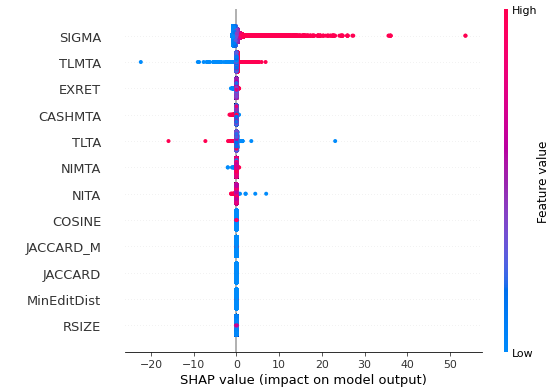 High
SIGMA
TLMTA
EXRET
CASHMTA
TLTA
NIMTA
NITA
COSINE
JACCARD_M
JACCARD
MinEditDist
RSIZE
Feature value
Low
−20 −10 0 10 20 30 40 50
SHAP value (impact on model output)